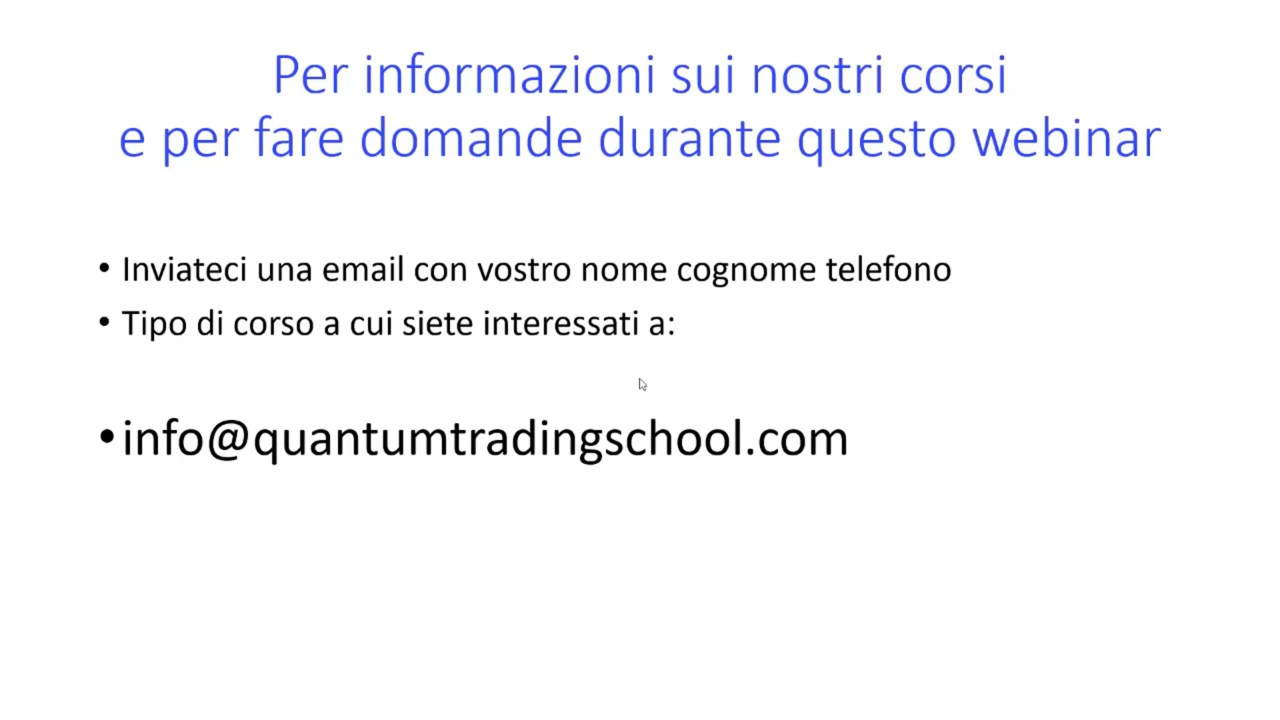 Per informazioni sui nostri corsi
e per fare domande durante questo webinar
• Inviateci una email con vostro nome cognome telefono
• Tipo di corso a cui siete interessati a:
• info@quantumtradingschool.com